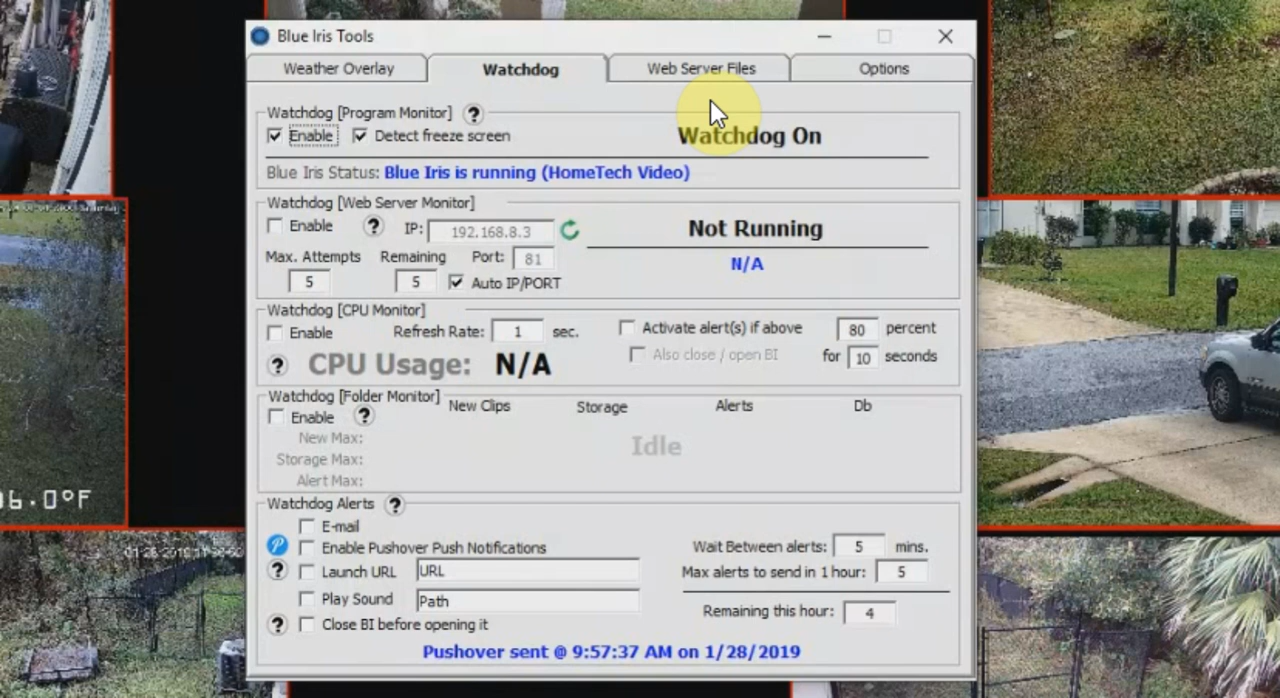 Blue Iris Tools
Weather Overlay Watchdog Web Server Files Options
Watchdog [Program Monitor] ?
Enable Detect freeze screen Watchdog On
Blue Iris Status: Blue Iris is running (HomeTech Video)
Watchdog [Web Server Monitor]
Enable ? IP: 192.168.8.3 Not Running
Max. Attempts Remaining Port: 81 N/A
5 5 Auto IP/PORT
Watchdog [CPU Monitor]
Enable Refresh Rate: 1 sec. Activate alert(s) if above 80 percent
Also close / open BI for 10 seconds
? CPU Usage: N/A
Watchdog [Folder Monitor] New Clips Storage Alerts Db
Enable ?
New Max: Idle
Storage Max:
Alert Max:
Watchdog Alerts ?
E-mail
Enable Pushover Push Notifications Wait Between alerts: 5 mins.
? Launch URL URL Max alerts to send in 1 hour: 5
Play Sound Path Remaining this hour: 4
? Close BI before opening it
Pushover sent @ 9:57:37 AM on 1/28/2019
6.0°F